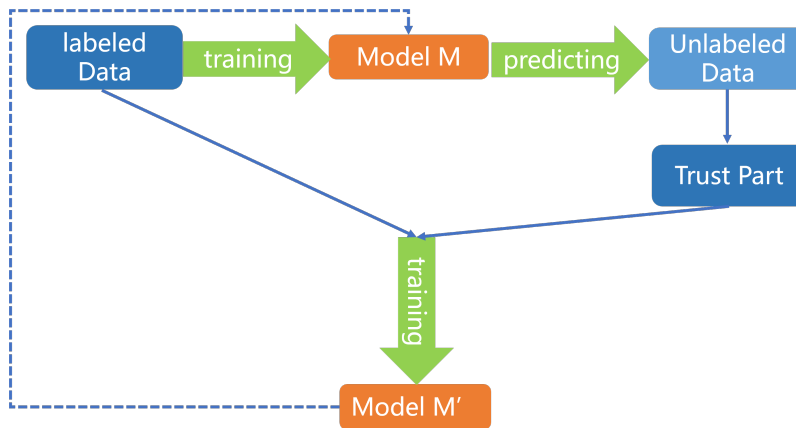 labeled
Data
training
Model M
predicting
Unlabeled
Data
Trust Part
training
Model M'